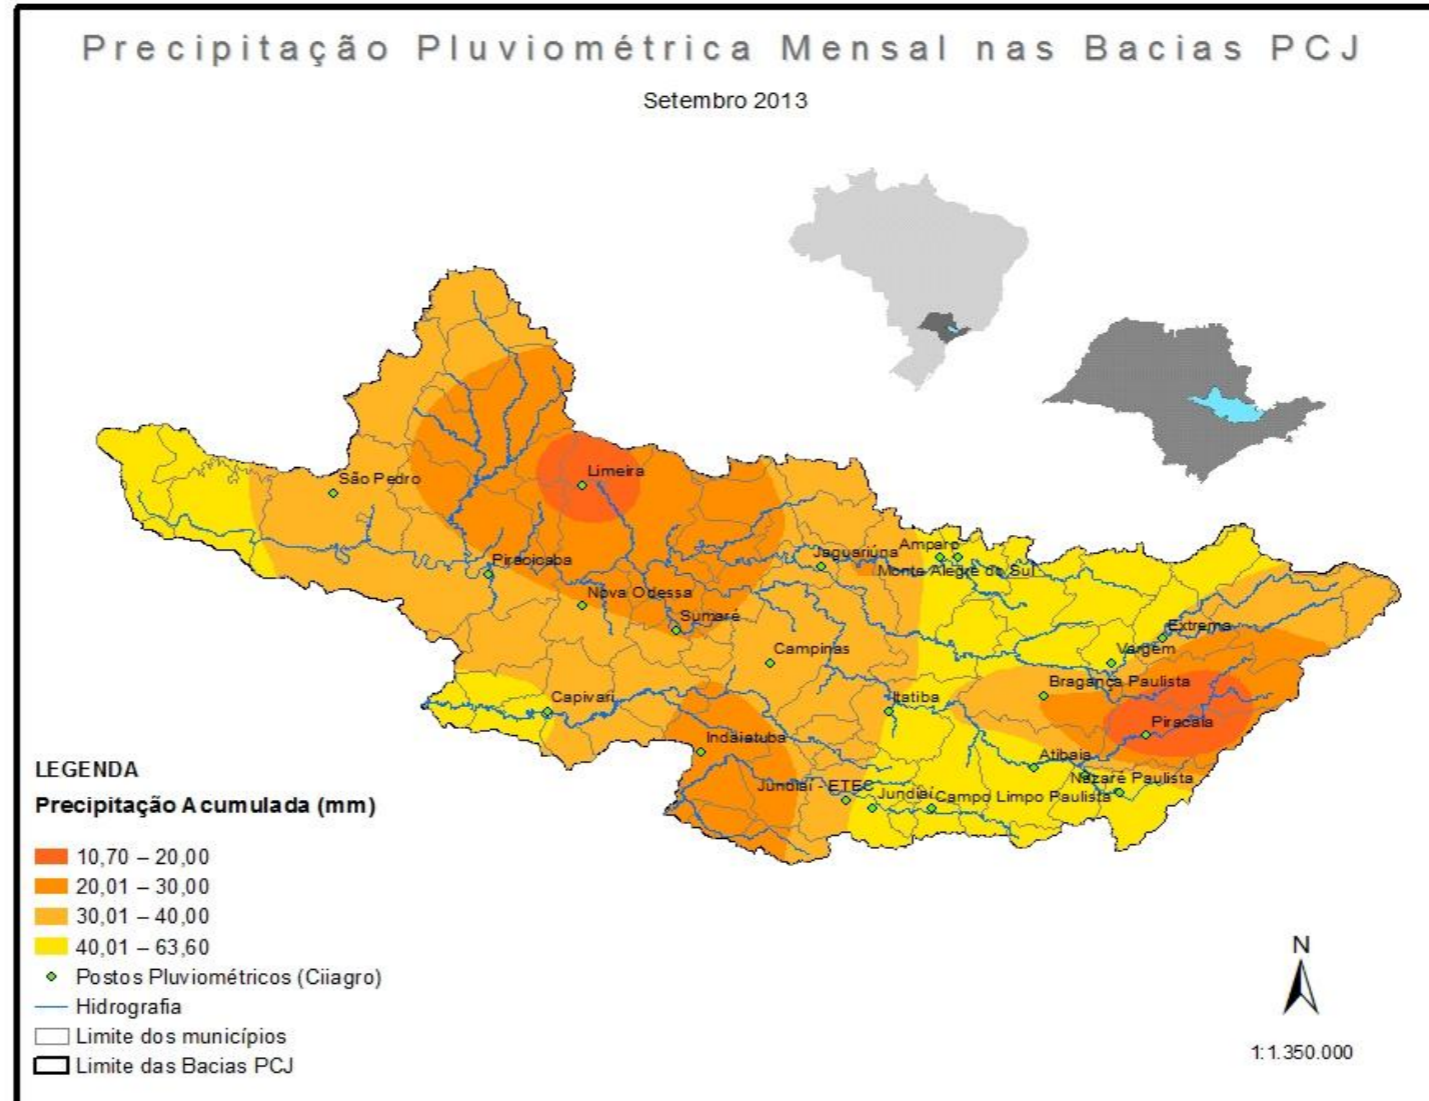 Precipitação Pluviométrica Mensal nas Bacias PCJ
Setembro 2013
São Pedro
Limeira
Piracicaba
Nova Odessa
Sumaré
Jaguariúna
Amparo
Monte Alegre do Sul
Campinas
Extrema
Vargem
Bragança Paulista
Capivari
Itatiba
Piracaia
Indaiatuba
Atibaia
Nazaré Paulista
Jundiaí - ETEC
Jundiaí
Campo Limpo Paulista
LEGENDA
Precipitação Acumulada (mm)
10,70 – 20,00
20,01 – 30,00
30,01 – 40,00
40,01 – 63,60
Postos Pluviométricos (Ciiagro)
Hidrografia
Limite dos municípios
Limite das Bacias PCJ
N
1:1.350.000